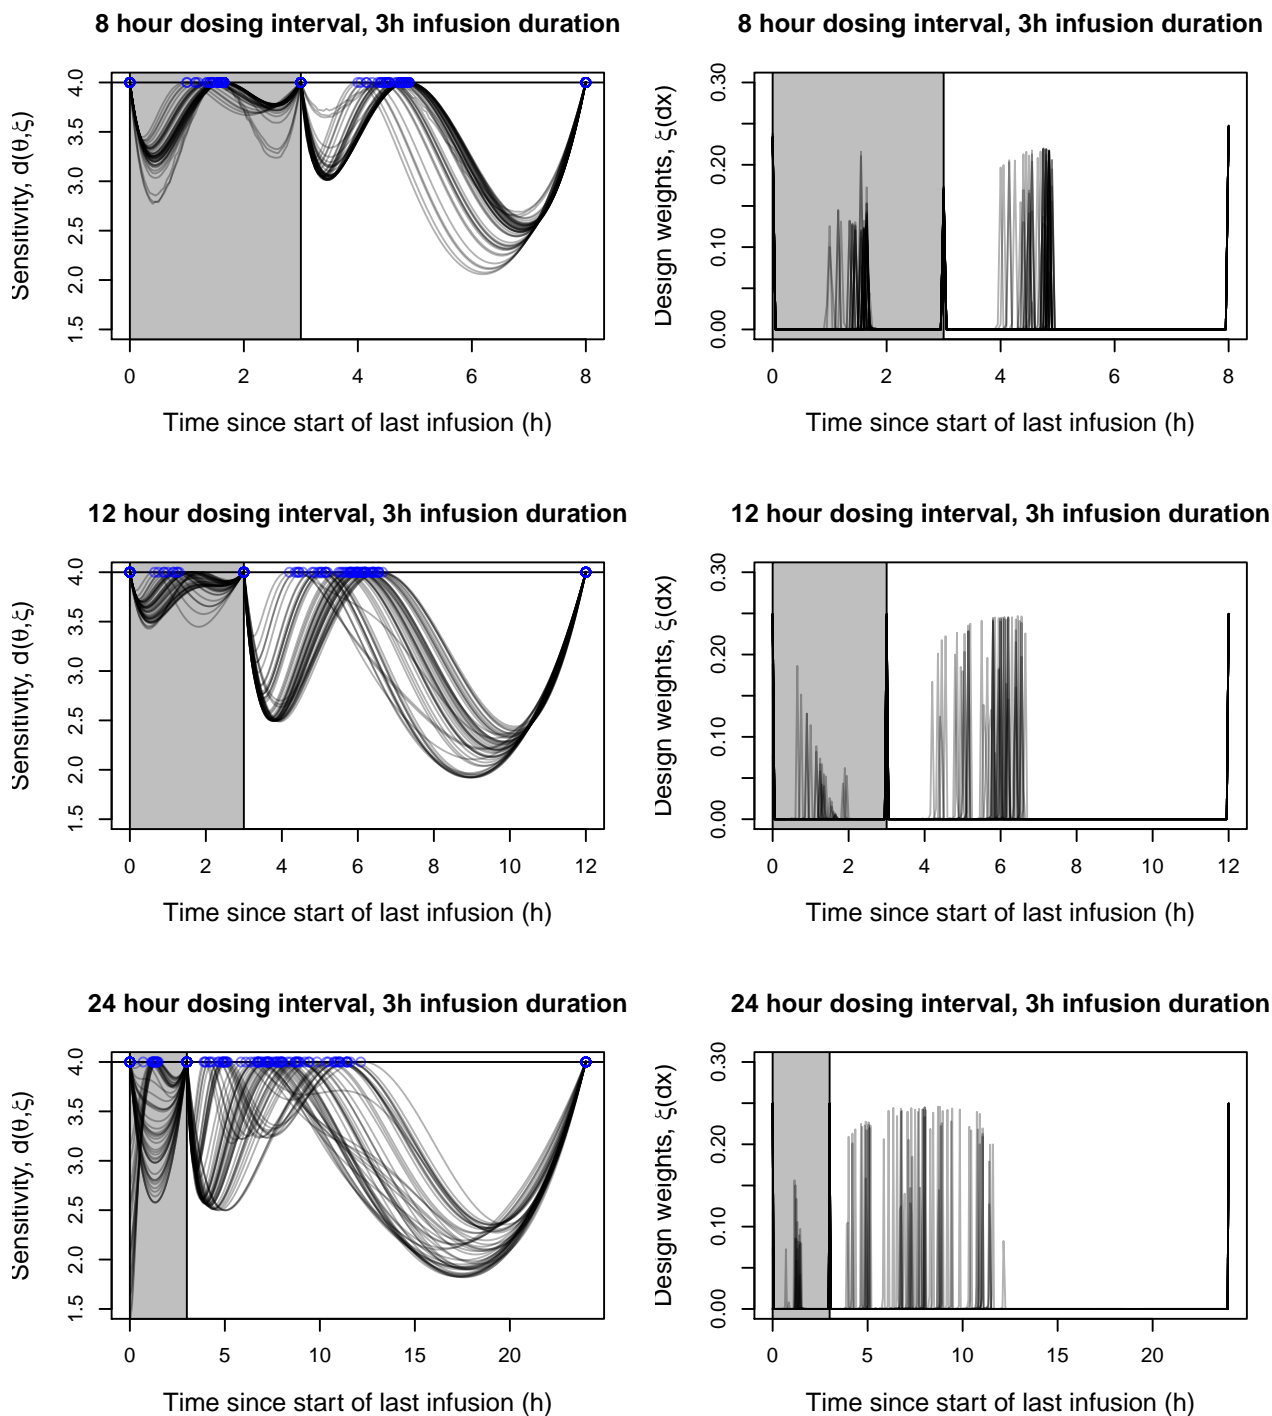 8 hour dosing interval, 3h infusion duration
Sensitivity, d(θ,ξ)
1.5 2.0 2.5 3.0 3.5 4.0
0 2 4 6 8
Time since start of last infusion (h)
8 hour dosing interval, 3h infusion duration
Design weights, ξ(dx)
0.00 0.10 0.20 0.30
0 2 4 6 8
Time since start of last infusion (h)
12 hour dosing interval, 3h infusion duration
Sensitivity, d(θ,ξ)
1.5 2.0 2.5 3.0 3.5 4.0
0 2 4 6 8 10 12
Time since start of last infusion (h)
12 hour dosing interval, 3h infusion duration
Design weights, ξ(dx)
0.00 0.10 0.20 0.30
0 2 4 6 8 10 12
Time since start of last infusion (h)
24 hour dosing interval, 3h infusion duration
Sensitivity, d(θ,ξ)
1.5 2.0 2.5 3.0 3.5 4.0
0 5 10 15 20
Time since start of last infusion (h)
24 hour dosing interval, 3h infusion duration
Design weights, ξ(dx)
0.00 0.10 0.20 0.30
0 5 10 15 20
Time since start of last infusion (h)